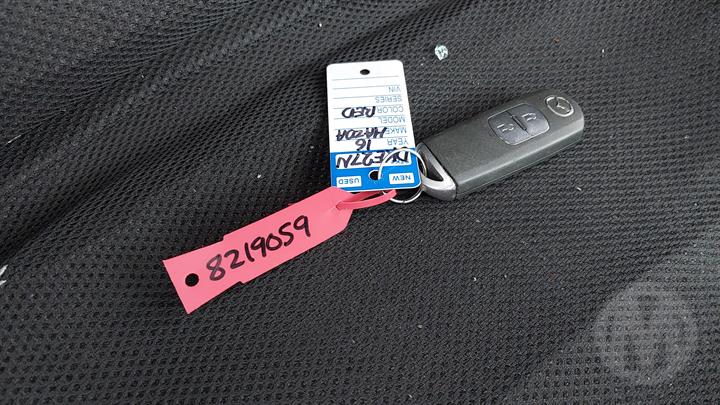 NEW USED
YEAR 16
MAKE MAZDA
MODEL
COLOR RED
SERIES
VIN
8219059